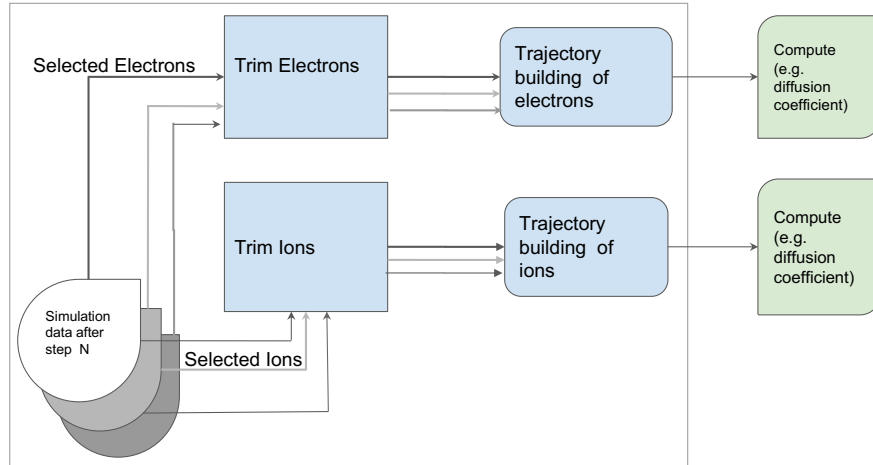 Selected Electrons
Trim Electrons
Trajectory
building of
electrons
Compute
(e.g.
diffusion
coefficient)
Trim Ions
Trajectory
building of
ions
Compute
(e.g.
diffusion
coefficient)
Simulation
data after
step N
Selected Ions